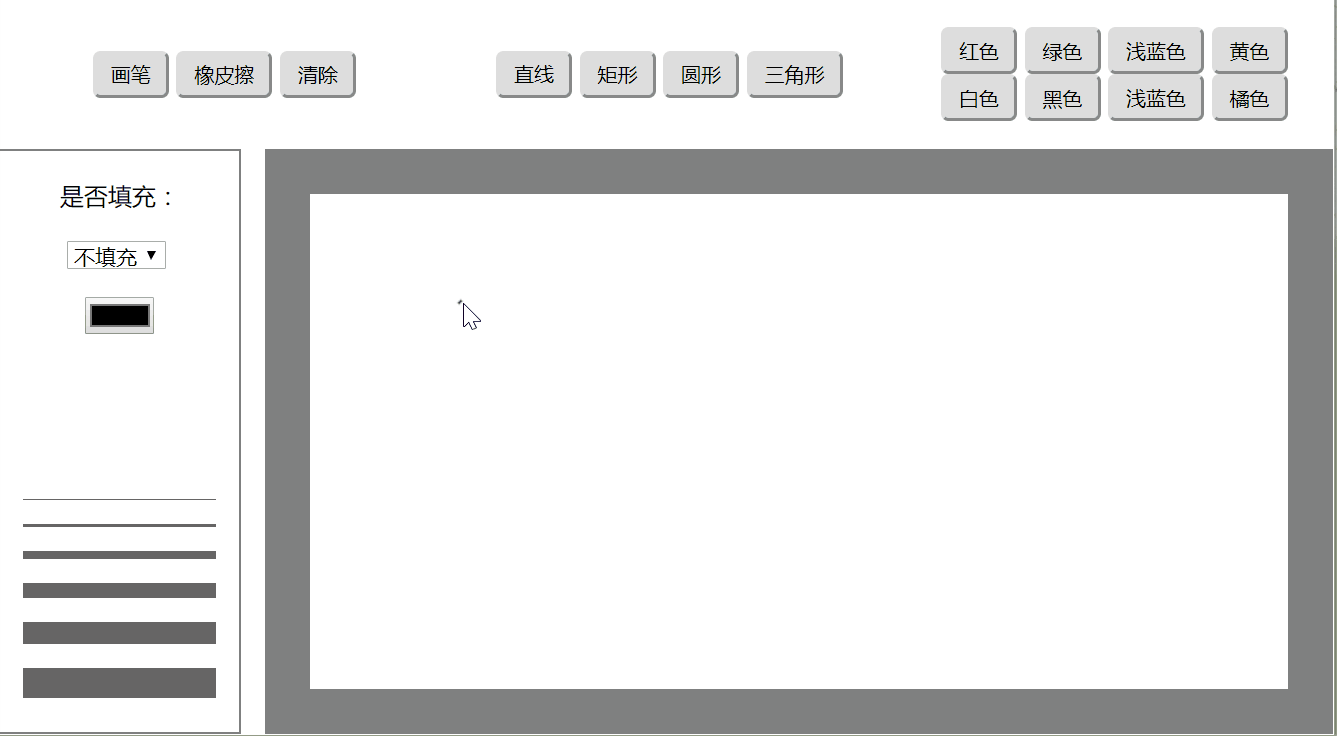 红色 绿色 浅蓝色 黄色
画笔 橡皮擦 清除 直线 矩形 圆形 三角形
白色 黑色 浅蓝色 橘色
是否填充：
不填充